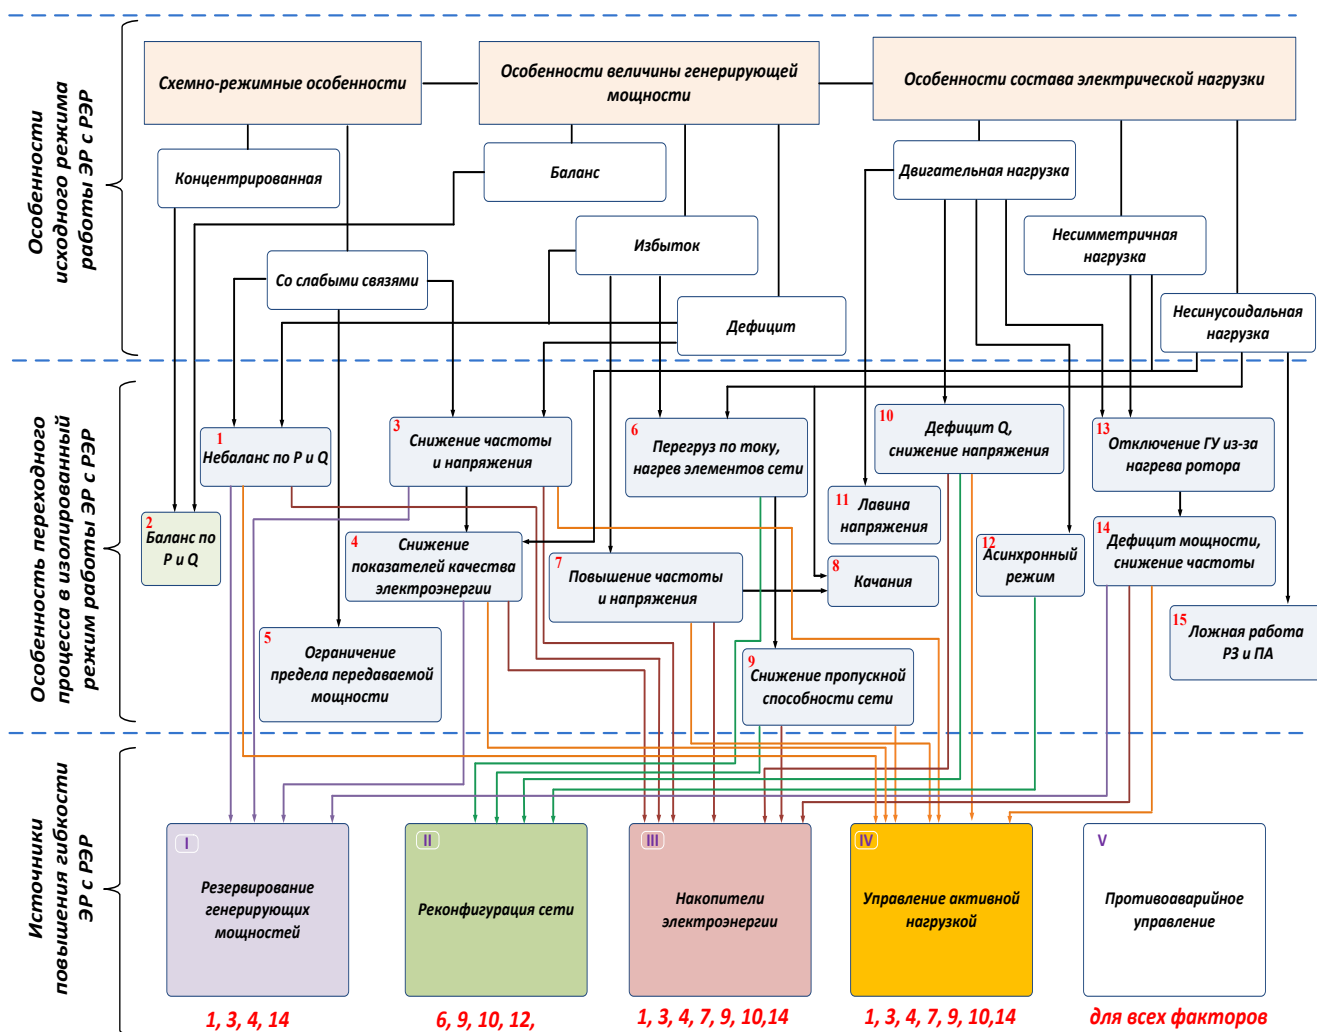 Особенности
исходного режима
работы ЭР с РЭР
Схемно-режимные особенности
Особенности величины генерирующей
мощности
Особенности состава электрической нагрузки
Концентрированная
Баланс
Двигательная нагрузка
Избыток
Несимметричная
нагрузка
Со слабыми связями
Дефицит
Несинусоидальная
нагрузка
Особенность переходного
процесса в изолированный
режим работы ЭР с РЭР
1
Небаланс по P и Q
2
Баланс по
P и Q
3
Снижение частоты
и напряжения
4
Снижение
показателей качества
электроэнергии
5
Ограничение
предела передаваемой
мощности
6
Перегруз по току,
нагрев элементов сети
7
Повышение частоты
и напряжения
8
Качания
9
Снижение пропускной
способности сети
10
Дефицит Q,
снижение напряжения
11
Лавина
напряжения
12
Асинхронный
режим
13
Отключение ГУ из-за
нагрева ротора
14
Дефицит мощности,
снижение частоты
15
Ложная работа
РЗ и ПА
Источники
повышения гибкости
ЭР с РЭР
I
Резервирование
генерирующих
мощностей
II
Реконфигурация сети
III
Накопители
электроэнергии
IV
Управление активной
нагрузкой
V
Противоаварийное
управление
1, 3, 4, 14
6, 9, 10, 12,
1, 3, 4, 7, 9, 10,14
1, 3, 4, 7, 9, 10,14
для всех факторов